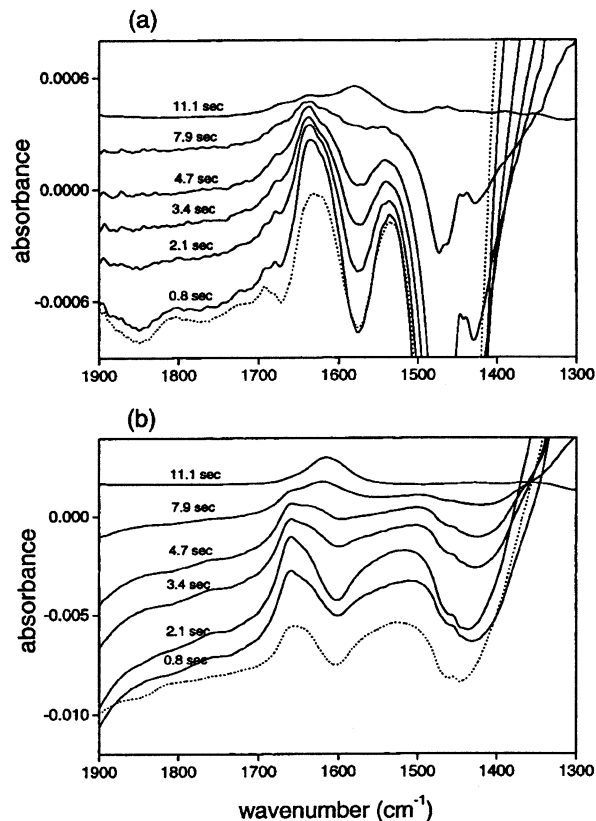 (a)
0.0006
0.0000
-0.0006
absorbance
11.1 sec
7.9 sec
4.7 sec
3.4 sec
2.1 sec
0.8 sec
1900 1800 1700 1600 1500 1400 1300
(b)
0.000
-0.005
-0.010
absorbance
11.1 sec
7.9 sec
4.7 sec
3.4 sec
2.1 sec
0.8 sec
1900 1800 1700 1600 1500 1400 1300
wavenumber (cm⁻¹)